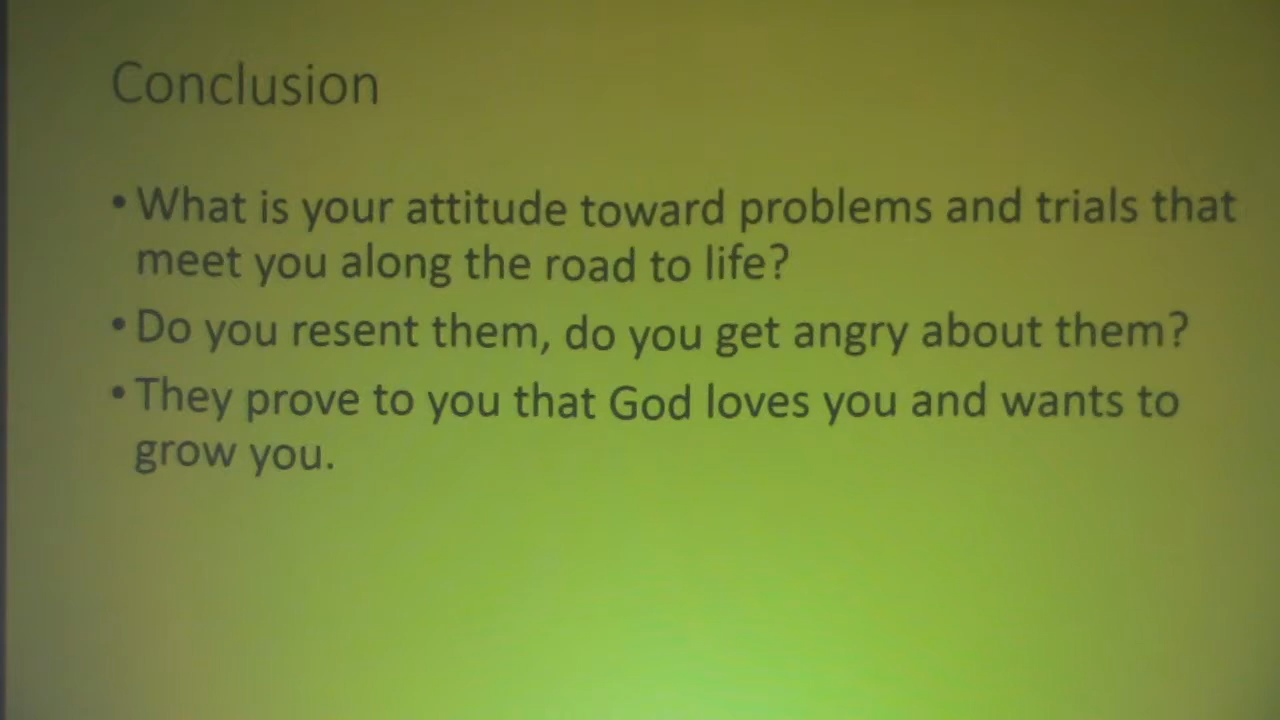 Conclusion
• What is your attitude toward problems and trials that
meet you along the road to life?
• Do you resent them, do you get angry about them?
• They prove to you that God loves you and wants to
grow you.